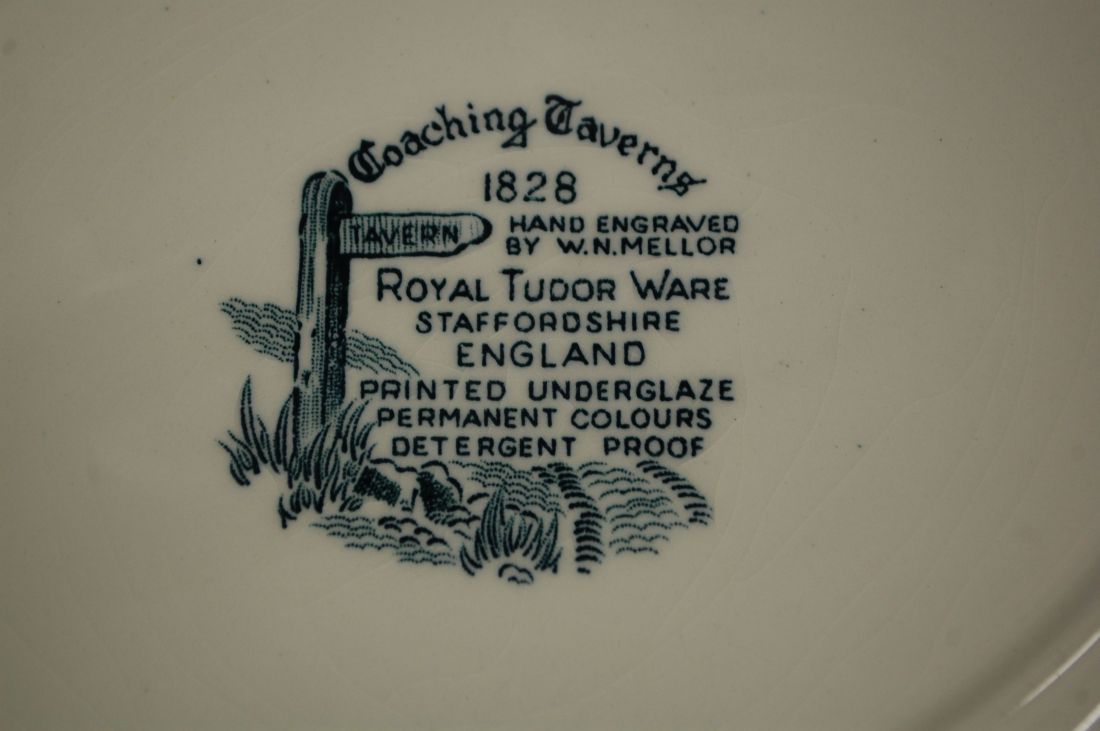 Coaching Taverns
1828
TAVERN
HAND ENGRAVED
BY W.N.MELLOR
ROYAL TUDOR WARE
STAFFORDSHIRE
ENGLAND
PRINTED UNDERGLAZE
PERMANENT COLOURS
DETERGENT PROOF